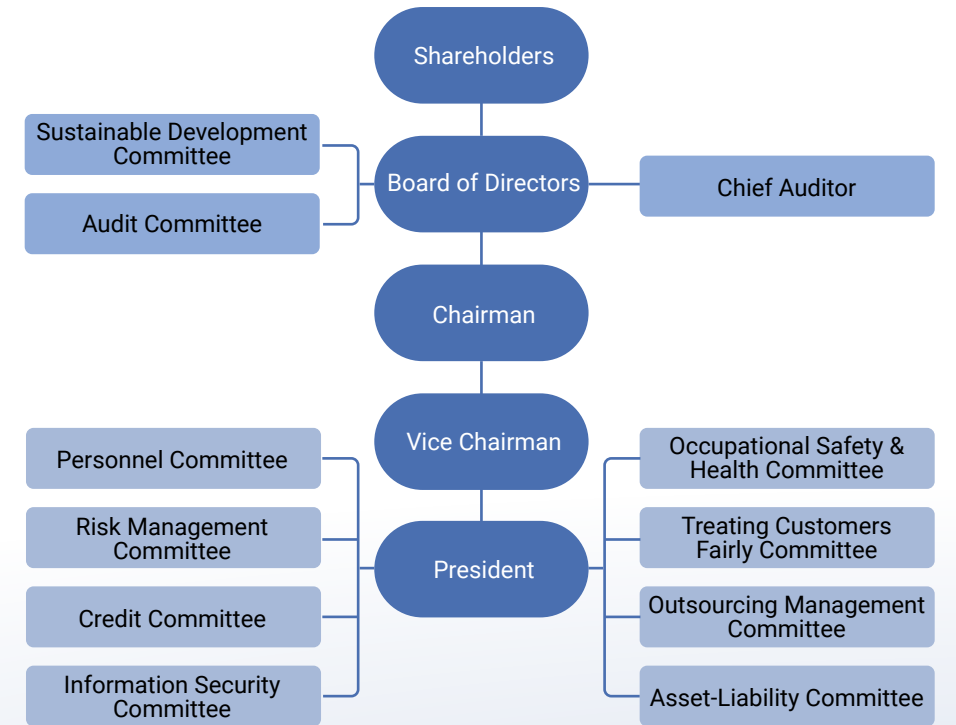 Shareholders
Sustainable Development
Committee
Board of Directors
Chief Auditor
Audit Committee
Chairman
Vice Chairman
Personnel Committee
Occupational Safety &
Health Committee
Risk Management
Committee
Treating Customers
Fairly Committee
President
Credit Committee
Outsourcing Management
Committee
Information Security
Committee
Asset-Liability Committee